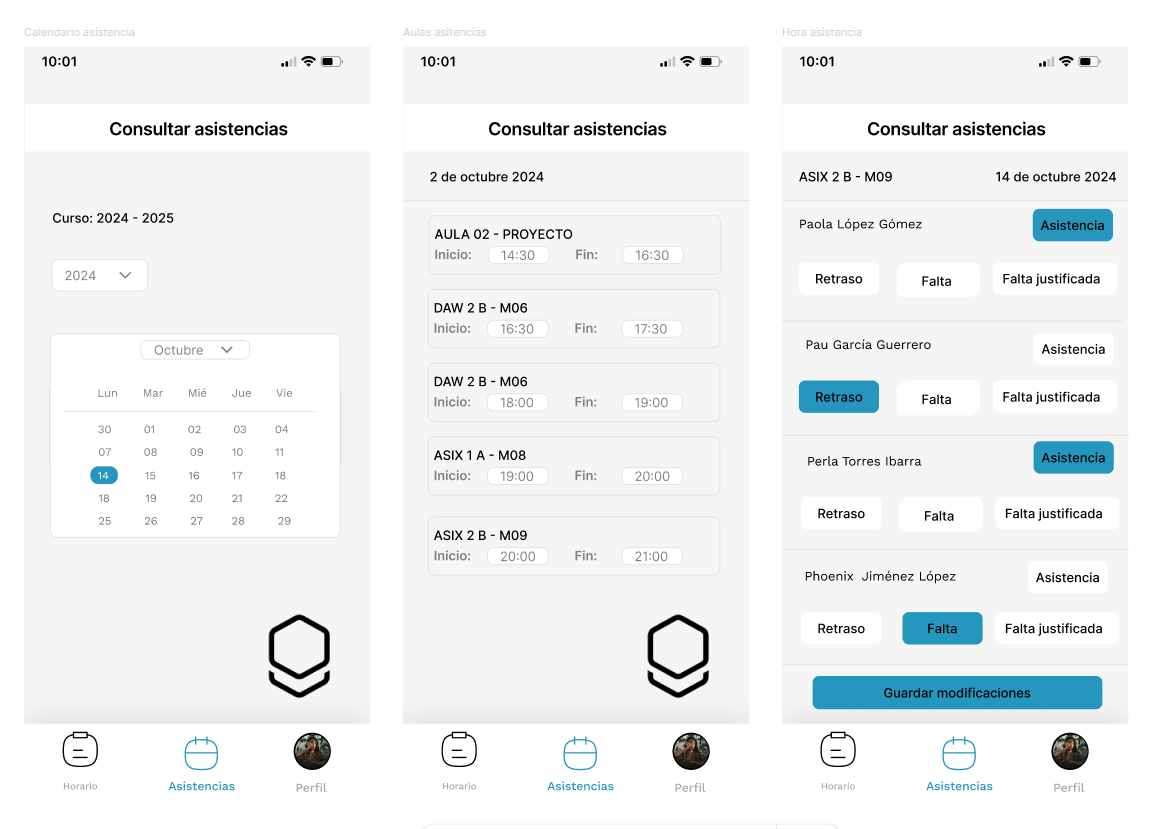 Calendario asistencia
10:01
Consultar asistencias
Curso: 2024 - 2025
2024
Octubre
Lun Mar Mié Jue Vie
30 01 02 03 04
07 08 09 10 11
14 15 16 17 18
18 19 20 21 22
25 26 27 28 29
Horario Asistencias Perfil
Aulas asitencias
10:01
Consultar asistencias
2 de octubre 2024
AULA 02 - PROYECTO
Inicio: 14:30 Fin: 16:30
DAW 2 B - M06
Inicio: 16:30 Fin: 17:30
DAW 2 B - M06
Inicio: 18:00 Fin: 19:00
ASIX 1 A - M08
Inicio: 19:00 Fin: 20:00
ASIX 2 B - M09
Inicio: 20:00 Fin: 21:00
Horario Asistencias Perfil
Hora asistencia
10:01
Consultar asistencias
ASIX 2 B - M09 14 de octubre 2024
Paola López Gómez Asistencia
Retraso Falta Falta justificada
Pau García Guerrero Asistencia
Retraso Falta Falta justificada
Perla Torres Ibarra Asistencia
Retraso Falta Falta justificada
Phoenix Jiménez López Asistencia
Retraso Falta Falta justificada
Guardar modificaciones
Horario Asistencias Perfil